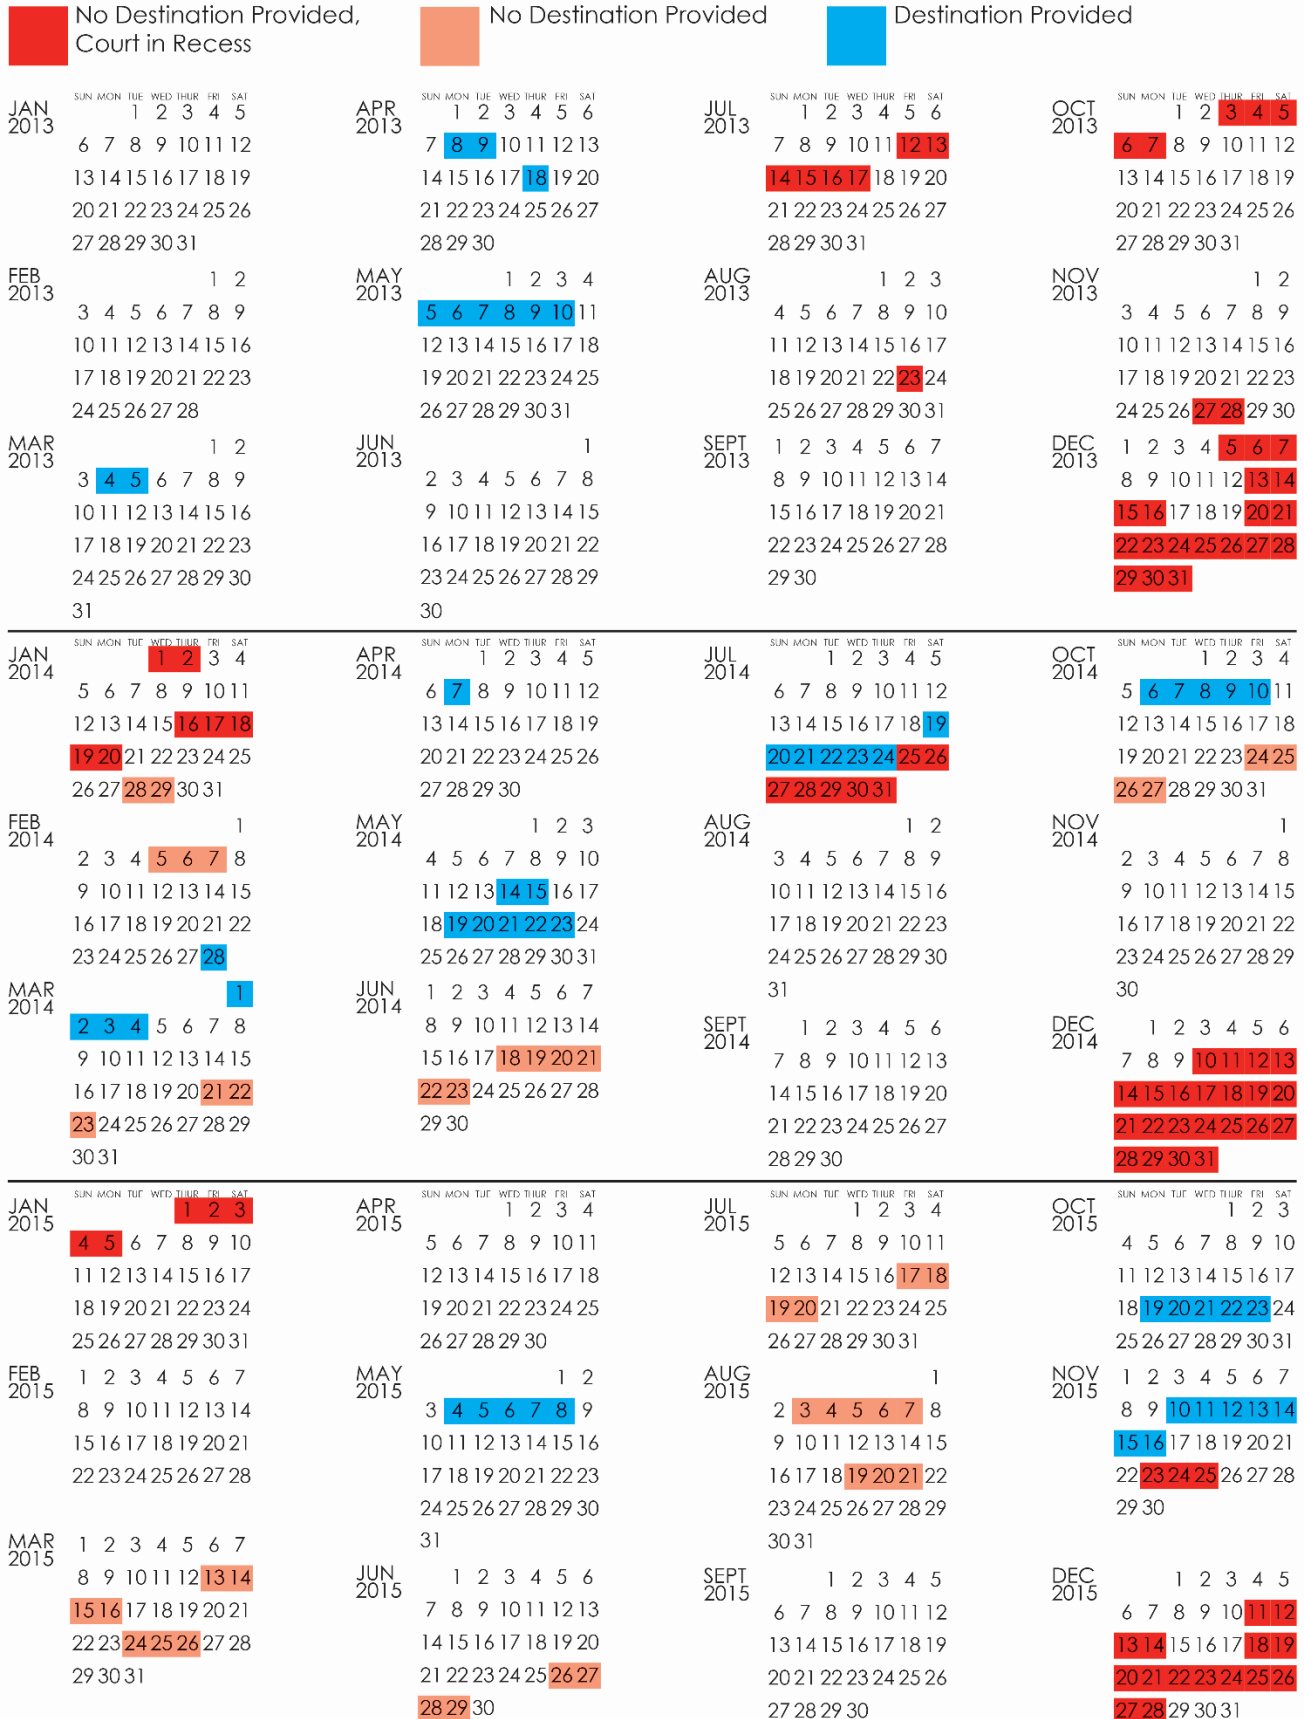 No Destination Provided,
Court in Recess
No Destination Provided
Destination Provided
JAN
2013
SUN MON TUE WED THUR FRI SAT
1 2 3 4 5
6 7 8 9 10 11 12
13 14 15 16 17 18 19
20 21 22 23 24 25 26
27 28 29 30 31
FEB
2013
1 2
3 4 5 6 7 8 9
10 11 12 13 14 15 16
17 18 19 20 21 22 23
24 25 26 27 28
MAR
2013
1 2
3 4 5 6 7 8 9
10 11 12 13 14 15 16
17 18 19 20 21 22 23
24 25 26 27 28 29 30
31
APR
2013
SUN MON TUE WED THUR FRI SAT
1 2 3 4 5 6
7 8 9 10 11 12 13
14 15 16 17 18 19 20
21 22 23 24 25 26 27
28 29 30
MAY
2013
1 2 3 4
5 6 7 8 9 10 11
12 13 14 15 16 17 18
19 20 21 22 23 24 25
26 27 28 29 30 31
JUN
2013
1
2 3 4 5 6 7 8
9 10 11 12 13 14 15
16 17 18 19 20 21 22
23 24 25 26 27 28 29
30
JUL
2013
SUN MON TUE WED THUR FRI SAT
1 2 3 4 5 6
7 8 9 10 11 12 13
14 15 16 17 18 19 20
21 22 23 24 25 26 27
28 29 30 31
AUG
2013
1 2 3
4 5 6 7 8 9 10
11 12 13 14 15 16 17
18 19 20 21 22 23 24
25 26 27 28 29 30 31
SEPT
2013
1 2 3 4 5 6 7
8 9 10 11 12 13 14
15 16 17 18 19 20 21
22 23 24 25 26 27 28
29 30
OCT
2013
SUN MON TUE WED THUR FRI SAT
1 2 3 4 5
6 7 8 9 10 11 12
13 14 15 16 17 18 19
20 21 22 23 24 25 26
27 28 29 30 31
NOV
2013
1 2
3 4 5 6 7 8 9
10 11 12 13 14 15 16
17 18 19 20 21 22 23
24 25 26 27 28 29 30
DEC
2013
1 2 3 4 5 6 7
8 9 10 11 12 13 14
15 16 17 18 19 20 21
22 23 24 25 26 27 28
29 30 31
JAN
2014
SUN MON TUE WED THUR FRI SAT
1 2 3 4
5 6 7 8 9 10 11
12 13 14 15 16 17 18
19 20 21 22 23 24 25
26 27 28 29 30 31
FEB
2014
1
2 3 4 5 6 7 8
9 10 11 12 13 14 15
16 17 18 19 20 21 22
23 24 25 26 27 28
MAR
2014
1
2 3 4 5 6 7 8
9 10 11 12 13 14 15
16 17 18 19 20 21 22
23 24 25 26 27 28 29
30 31
APR
2014
SUN MON TUE WED THUR FRI SAT
1 2 3 4 5
6 7 8 9 10 11 12
13 14 15 16 17 18 19
20 21 22 23 24 25 26
27 28 29 30
MAY
2014
1 2 3
4 5 6 7 8 9 10
11 12 13 14 15 16 17
18 19 20 21 22 23 24
25 26 27 28 29 30 31
JUN
2014
1 2 3 4 5 6 7
8 9 10 11 12 13 14
15 16 17 18 19 20 21
22 23 24 25 26 27 28
29 30
JUL
2014
SUN MON TUE WED THUR FRI SAT
1 2 3 4 5
6 7 8 9 10 11 12
13 14 15 16 17 18 19
20 21 22 23 24 25 26
27 28 29 30 31
AUG
2014
1 2
3 4 5 6 7 8 9
10 11 12 13 14 15 16
17 18 19 20 21 22 23
24 25 26 27 28 29 30
31
SEPT
2014
1 2 3 4 5 6
7 8 9 10 11 12 13
14 15 16 17 18 19 20
21 22 23 24 25 26 27
28 29 30
OCT
2014
SUN MON TUE WED THUR FRI SAT
1 2 3 4
5 6 7 8 9 10 11
12 13 14 15 16 17 18
19 20 21 22 23 24 25
26 27 28 29 30 31
NOV
2014
1
2 3 4 5 6 7 8
9 10 11 12 13 14 15
16 17 18 19 20 21 22
23 24 25 26 27 28 29
30
DEC
2014
1 2 3 4 5 6
7 8 9 10 11 12 13
14 15 16 17 18 19 20
21 22 23 24 25 26 27
28 29 30 31
JAN
2015
SUN MON TUE WED THUR FRI SAT
1 2 3
4 5 6 7 8 9 10
11 12 13 14 15 16 17
18 19 20 21 22 23 24
25 26 27 28 29 30 31
FEB
2015
1 2 3 4 5 6 7
8 9 10 11 12 13 14
15 16 17 18 19 20 21
22 23 24 25 26 27 28
MAR
2015
1 2 3 4 5 6 7
8 9 10 11 12 13 14
15 16 17 18 19 20 21
22 23 24 25 26 27 28
29 30 31
APR
2015
SUN MON TUE WED THUR FRI SAT
1 2 3 4
5 6 7 8 9 10 11
12 13 14 15 16 17 18
19 20 21 22 23 24 25
26 27 28 29 30
MAY
2015
1 2
3 4 5 6 7 8 9
10 11 12 13 14 15 16
17 18 19 20 21 22 23
24 25 26 27 28 29 30
31
JUN
2015
1 2 3 4 5 6
7 8 9 10 11 12 13
14 15 16 17 18 19 20
21 22 23 24 25 26 27
28 29 30
JUL
2015
SUN MON TUE WED THUR FRI SAT
1 2 3 4
5 6 7 8 9 10 11
12 13 14 15 16 17 18
19 20 21 22 23 24 25
26 27 28 29 30 31
AUG
2015
1
2 3 4 5 6 7 8
9 10 11 12 13 14 15
16 17 18 19 20 21 22
23 24 25 26 27 28 29
30 31
SEPT
2015
1 2 3 4 5
6 7 8 9 10 11 12
13 14 15 16 17 18 19
20 21 22 23 24 25 26
27 28 29 30
OCT
2015
SUN MON TUE WED THUR FRI SAT
1 2 3
4 5 6 7 8 9 10
11 12 13 14 15 16 17
18 19 20 21 22 23 24
25 26 27 28 29 30 31
NOV
2015
1 2 3 4 5 6 7
8 9 10 11 12 13 14
15 16 17 18 19 20 21
22 23 24 25 26 27 28
29 30
DEC
2015
1 2 3 4 5
6 7 8 9 10 11 12
13 14 15 16 17 18 19
20 21 22 23 24 25 26
27 28 29 30 31